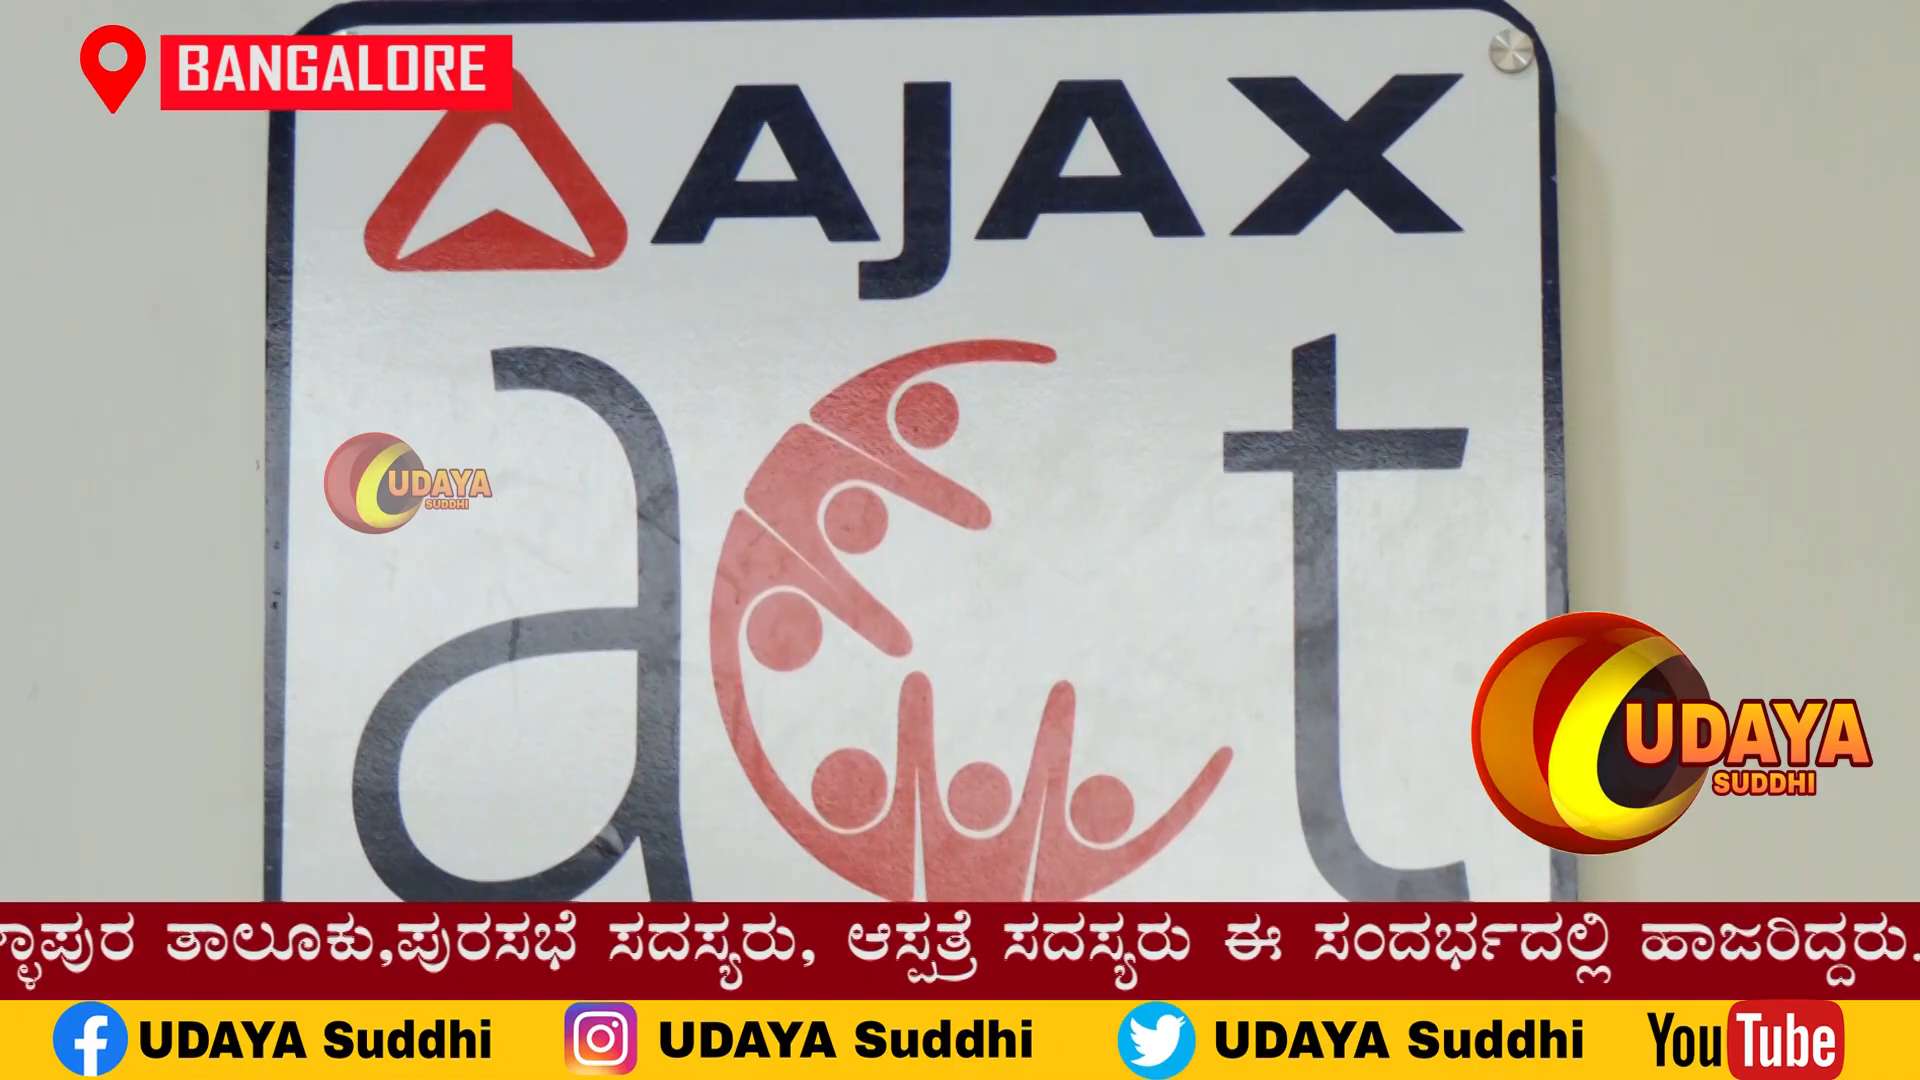 BANGALORE
AJAX
act
UDAYA
SUDDHI
UDAYA
SUDDHI
ತಾಲೂಕು,ಪುರಸಭೆ ಸದಸ್ಯರು, ಆಸ್ಪತ್ರೆ ಸದಸ್ಯರು ಈ ಸಂದರ್ಭದಲ್ಲಿ ಹಾಜರಿದ್ದರು.
UDAYA Suddhi UDAYA Suddhi UDAYA Suddhi YouTube